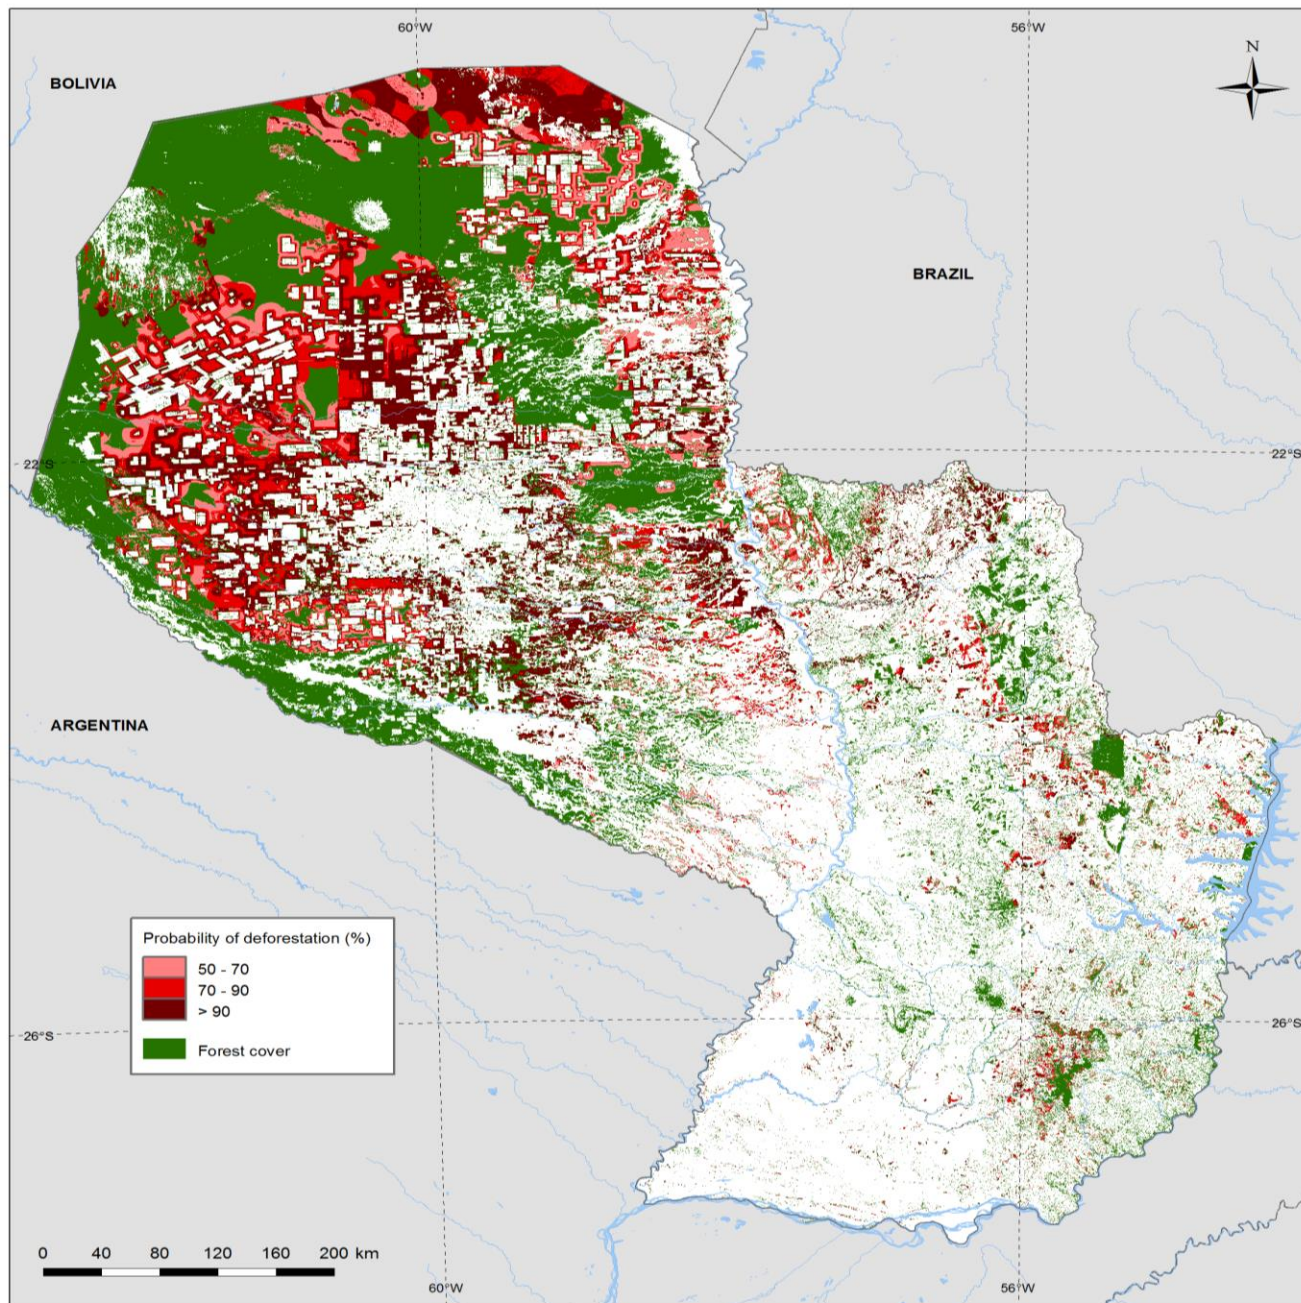 60°W 56°W
N
BOLIVIA
BRAZIL
22°S 22°S
ARGENTINA
Probability of deforestation (%)
50 - 70
70 - 90
> 90
Forest cover
26°S 26°S
0 40 80 120 160 200 km
60°W 56°W